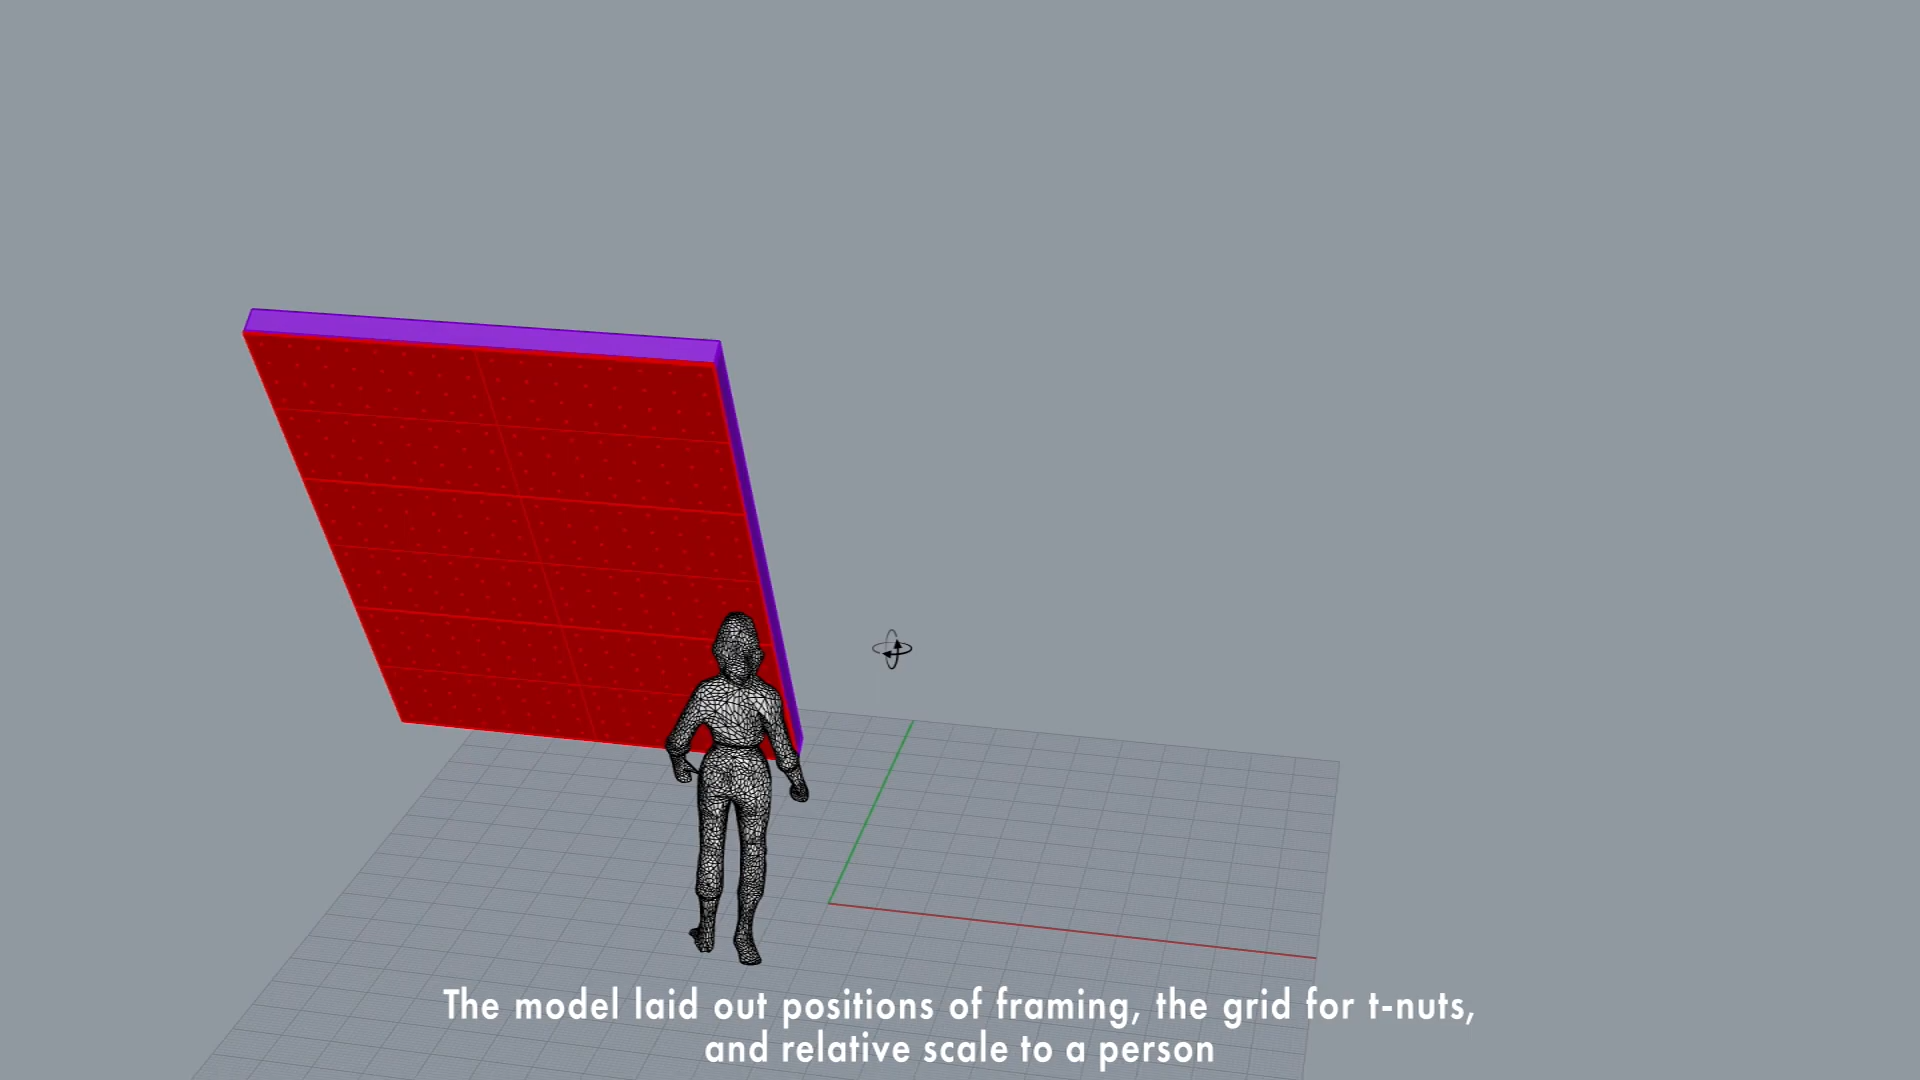 The model laid out positions of framing, the grid for t-nuts,
and relative scale to a person